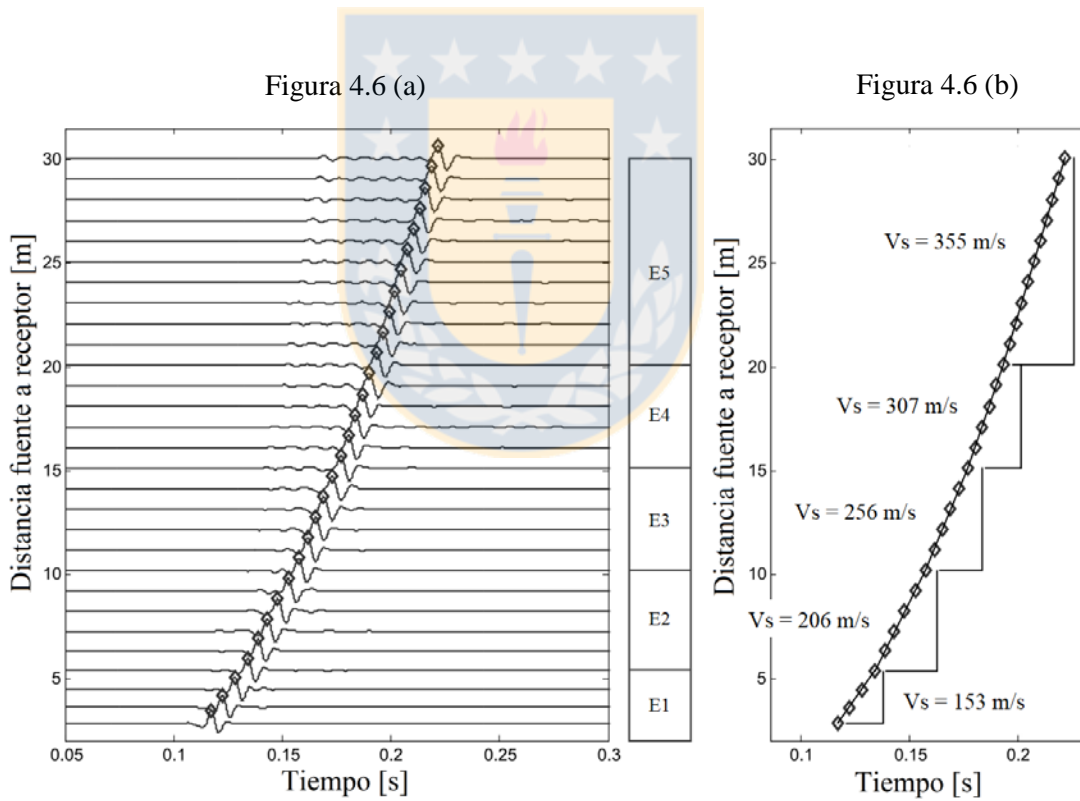 Figura 4.6 (a)
Figura 4.6 (b)
Distancia fuente a receptor [m]
30
25
20
15
10
5
0.05
0.1
0.15
0.2
0.25
0.3
Tiempo [s]
E5
E4
E3
E2
E1
Distancia fuente a receptor [m]
30
25
20
15
10
5
Vs = 355 m/s
Vs = 307 m/s
Vs = 256 m/s
Vs = 206 m/s
Vs = 153 m/s
0.1
0.15
0.2
Tiempo [s]